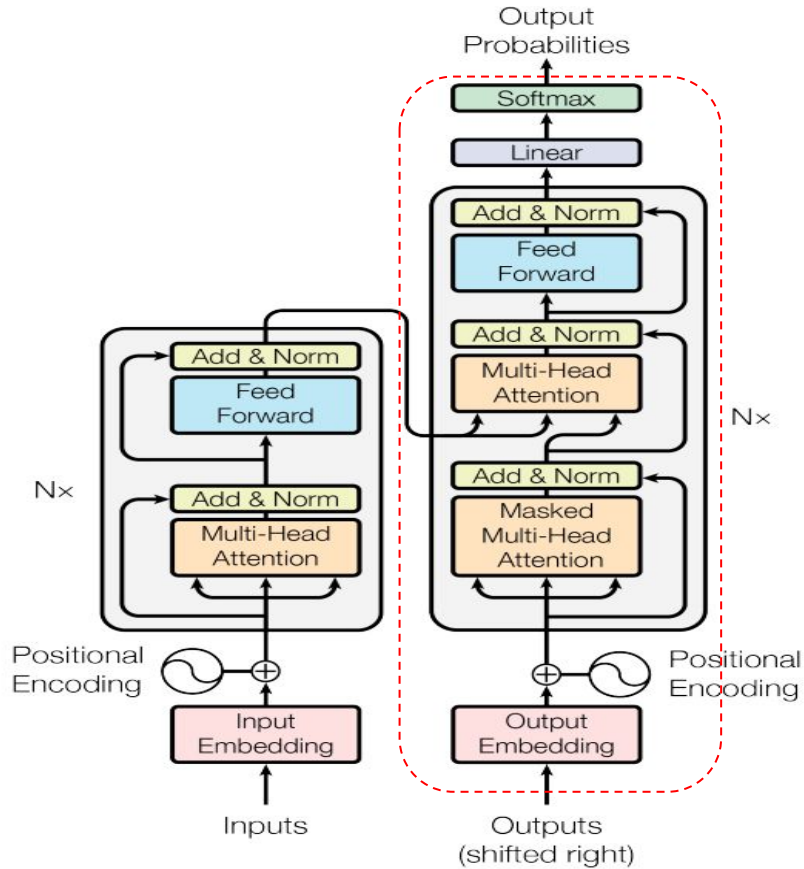 Output
Probabilities
Softmax
Linear
Add & Norm
Feed
Forward
Add & Norm
Multi-Head
Attention
Nx
Add & Norm
Masked
Multi-Head
Attention
Positional
Encoding
Output
Embedding
Outputs
(shifted right)
Add & Norm
Feed
Forward
Nx
Add & Norm
Multi-Head
Attention
Positional
Encoding
Input
Embedding
Inputs